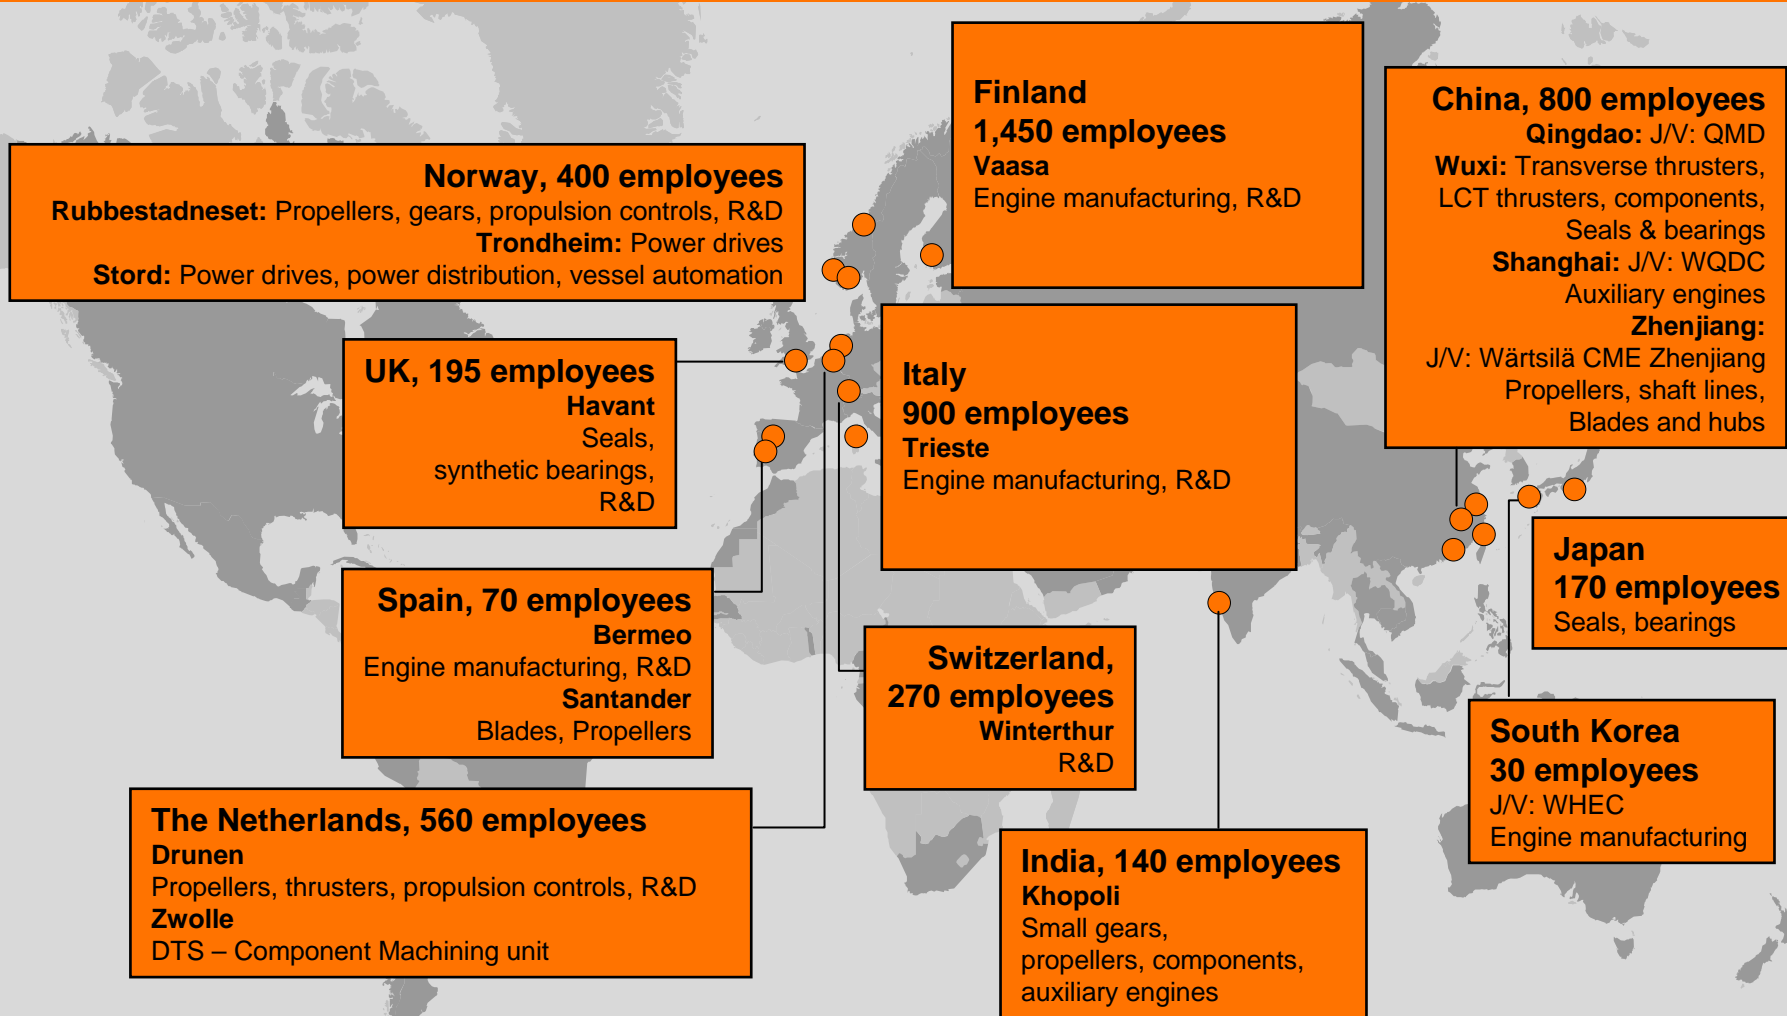 Finland
1,450 employees
Vaasa
Engine manufacturing, R&D
China, 800 employees
Qingdao: J/V: QMD
Wuxi: Transverse thrusters,
LCT thrusters, components,
Seals & bearings
Shanghai: J/V: WQDC
Auxiliary engines
Zhenjiang:
J/V: Wärtsilä CME Zhenjiang
Propellers, shaft lines,
Blades and hubs
Norway, 400 employees
Rubbestadneset: Propellers, gears, propulsion controls, R&D
Trondheim: Power drives
Stord: Power drives, power distribution, vessel automation
UK, 195 employees
Havant
Seals,
synthetic bearings,
R&D
Italy
900 employees
Trieste
Engine manufacturing, R&D
Japan
170 employees
Seals, bearings
Spain, 70 employees
Bermeo
Engine manufacturing, R&D
Santander
Blades, Propellers
Switzerland,
270 employees
Winterthur
R&D
South Korea
30 employees
J/V: WHEC
Engine manufacturing
The Netherlands, 560 employees
Drunen
Propellers, thrusters, propulsion controls, R&D
Zwolle
DTS – Component Machining unit
India, 140 employees
Khopoli
Small gears,
propellers, components,
auxiliary engines